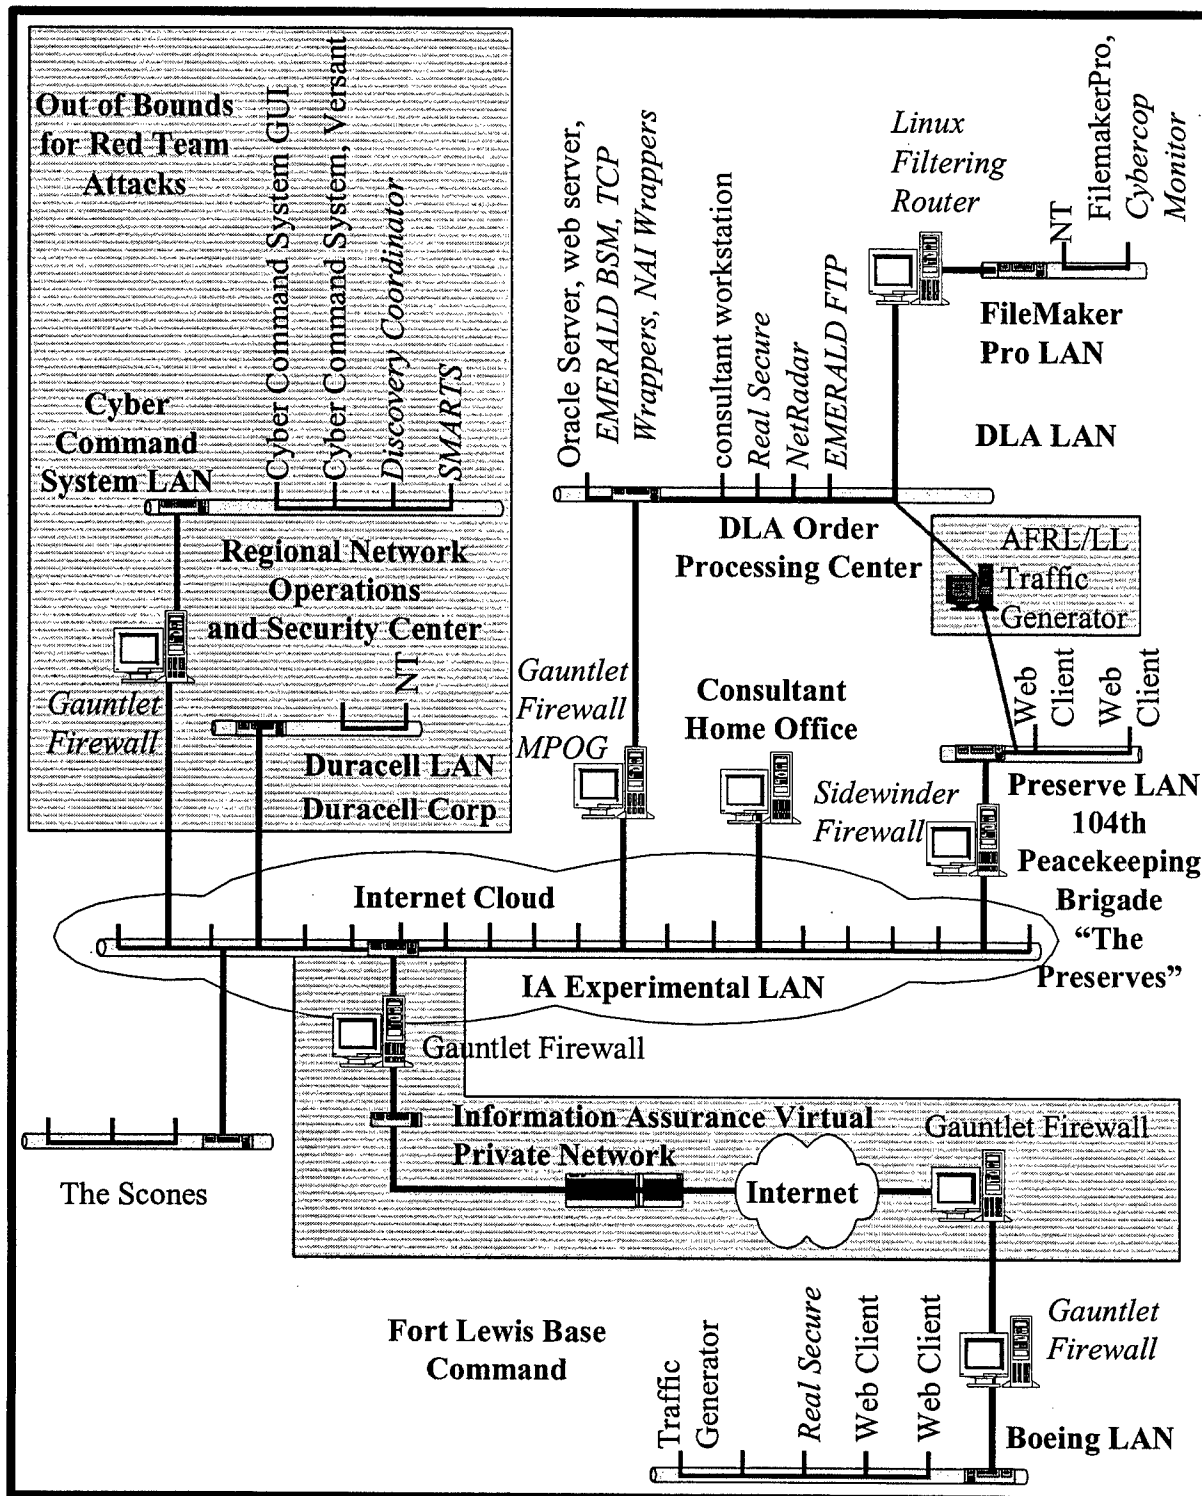 Out of Bounds
for Red Team
Attacks
Cyber Command System GUI
Cyber Command System, Versant
Discovery Coordinator
SMARTS
Cyber
Command
System LAN
Regional Network
Operations
and Security Center
Gauntlet
Firewall
NT
Duracell LAN
Duracell Corp
Oracle Server, web server,
EMERALD BSM, TCP
Wrappers, NAI Wrappers
consultant workstation
Real Secure
NetRadar
EMERALD FTP
Linux
Filtering
Router
NT
FilemakerPro,
Cybercop
Monitor
FileMaker
Pro LAN
DLA LAN
DLA Order
Processing Center
AFRL/LL
Traffic
Generator
Gauntlet
Firewall
MPOG
Consultant
Home Office
Web
Client
Web
Client
Sidewinder
Firewall
Preserve LAN
104th
Peacekeeping
Brigade
“The
Preserves”
Internet Cloud
IA Experimental LAN
Gauntlet Firewall
The Scones
Information Assurance Virtual
Private Network
Internet
Gauntlet Firewall
Fort Lewis Base
Command
Traffic
Generator
Real Secure
Web Client
Web Client
Gauntlet
Firewall
Boeing LAN